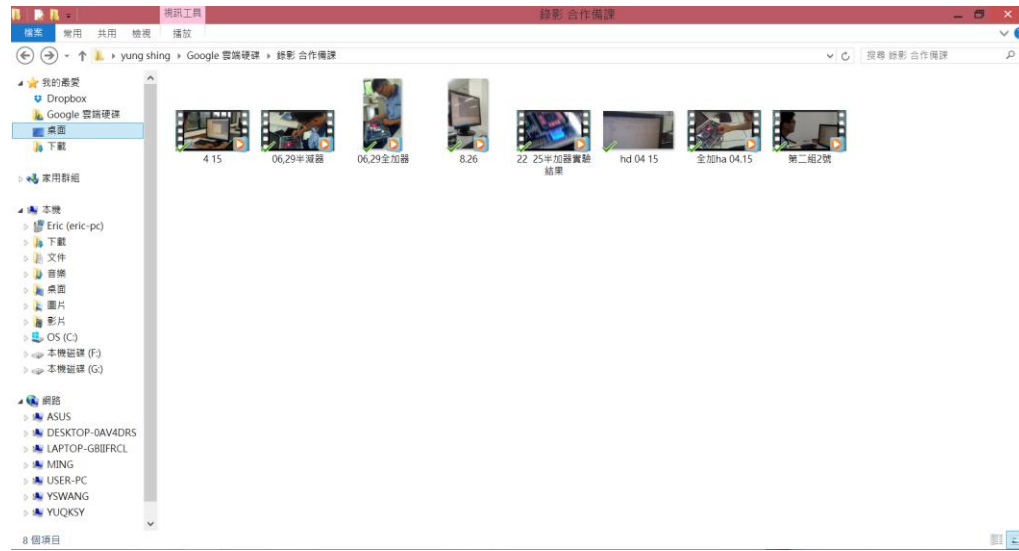 視訊工具
錄影 合作備課
檔案
常用
共用
檢視
播放
yung shing
Google 雲端硬碟
錄影 合作備課
搜尋 錄影 合作備課
我的最愛
Dropbox
Google 雲端硬碟
桌面
下載
家用群組
本機
Eric (eric-pc)
下載
文件
音樂
桌面
圖片
影片
OS (C:)
本機磁碟 (F:)
本機磁碟 (G:)
網路
ASUS
DESKTOP-0AV4DRS
LAPTOP-GBIIFRCL
MING
USER-PC
YSWANG
YUQKSY
4 15
06,29半減器
06,29全加器
8.26
22 25半加器實驗
結果
hd 04 15
全加ha 04.15
第二組2號
8 個項目